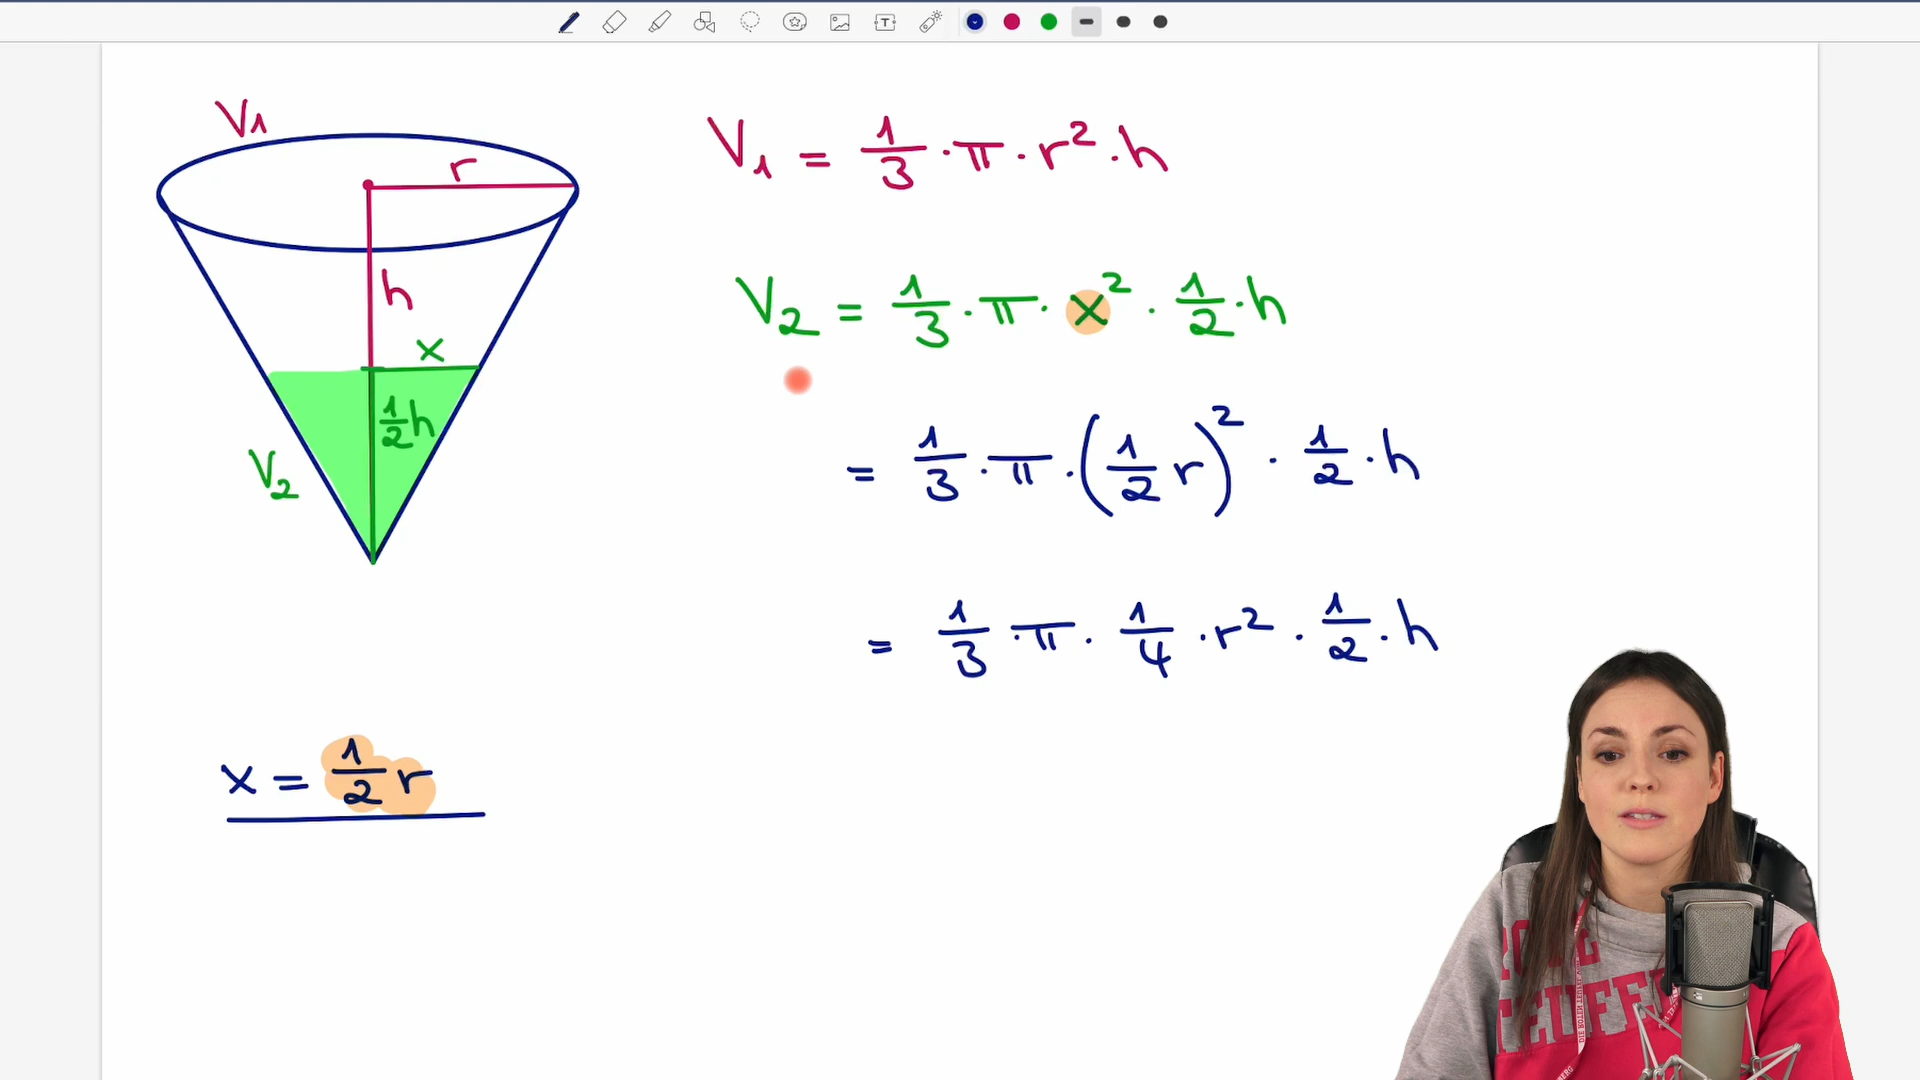 V₁
r
h
x
1/2 h
V₂
V₁ = 1/3 · π · r² · h
V₂ = 1/3 · π · x² · 1/2 · h
= 1/3 · π · (1/2 r)² · 1/2 · h
= 1/3 · π · 1/4 · r² · 1/2 · h
x = 1/2 r